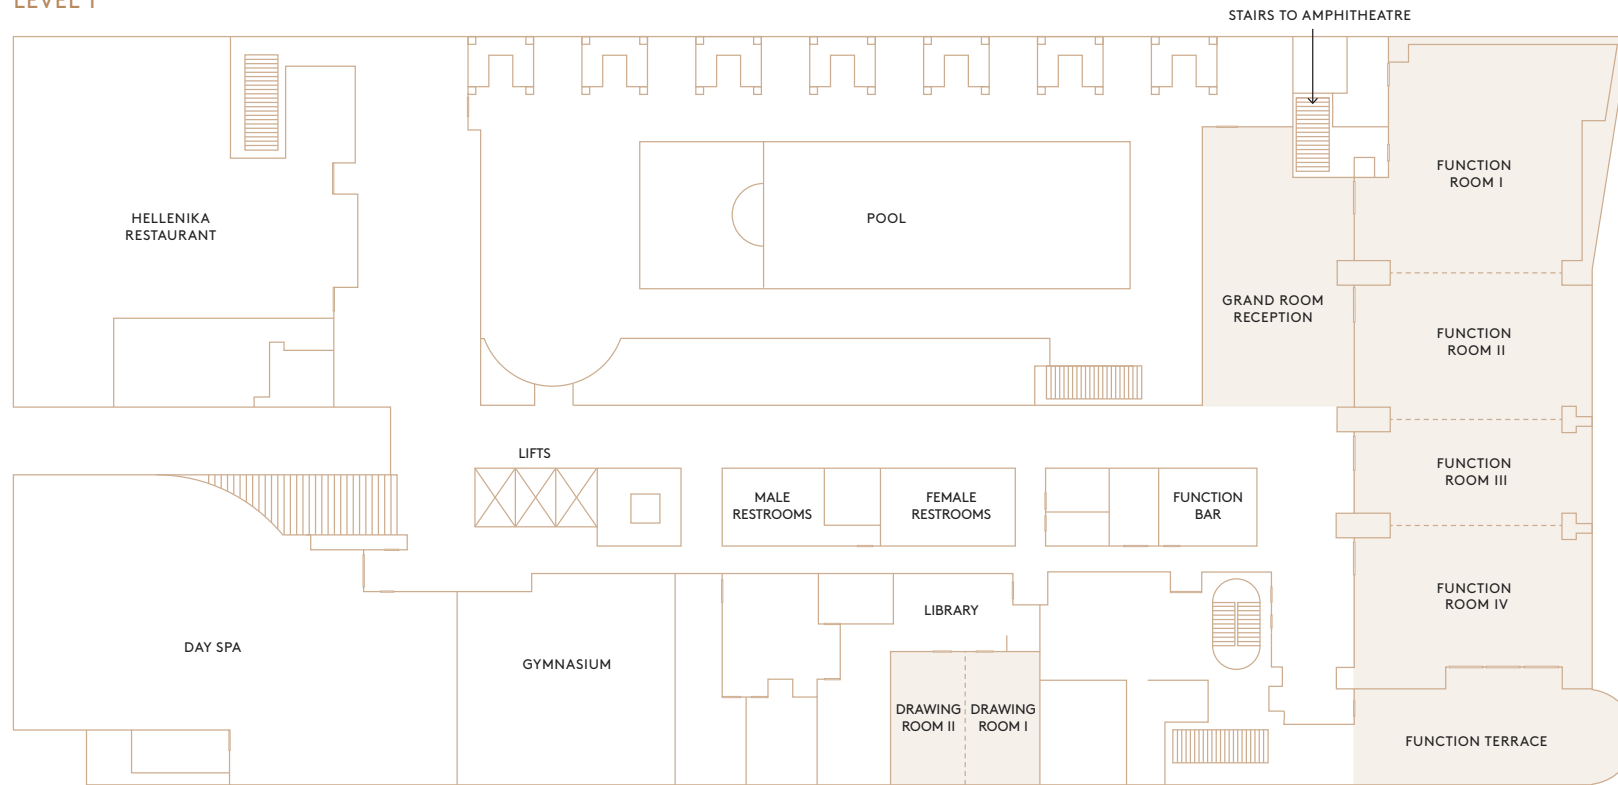 LEVEL 1
STAIRS TO AMPHITHEATRE
FUNCTION
ROOM I
HELLENIKA
RESTAURANT
POOL
GRAND ROOM
RECEPTION
FUNCTION
ROOM II
LIFTS
FUNCTION
ROOM III
MALE
RESTROOMS
FEMALE
RESTROOMS
FUNCTION
BAR
FUNCTION
ROOM IV
LIBRARY
DAY SPA
GYMNASIUM
DRAWING
ROOM II
DRAWING
ROOM I
FUNCTION TERRACE